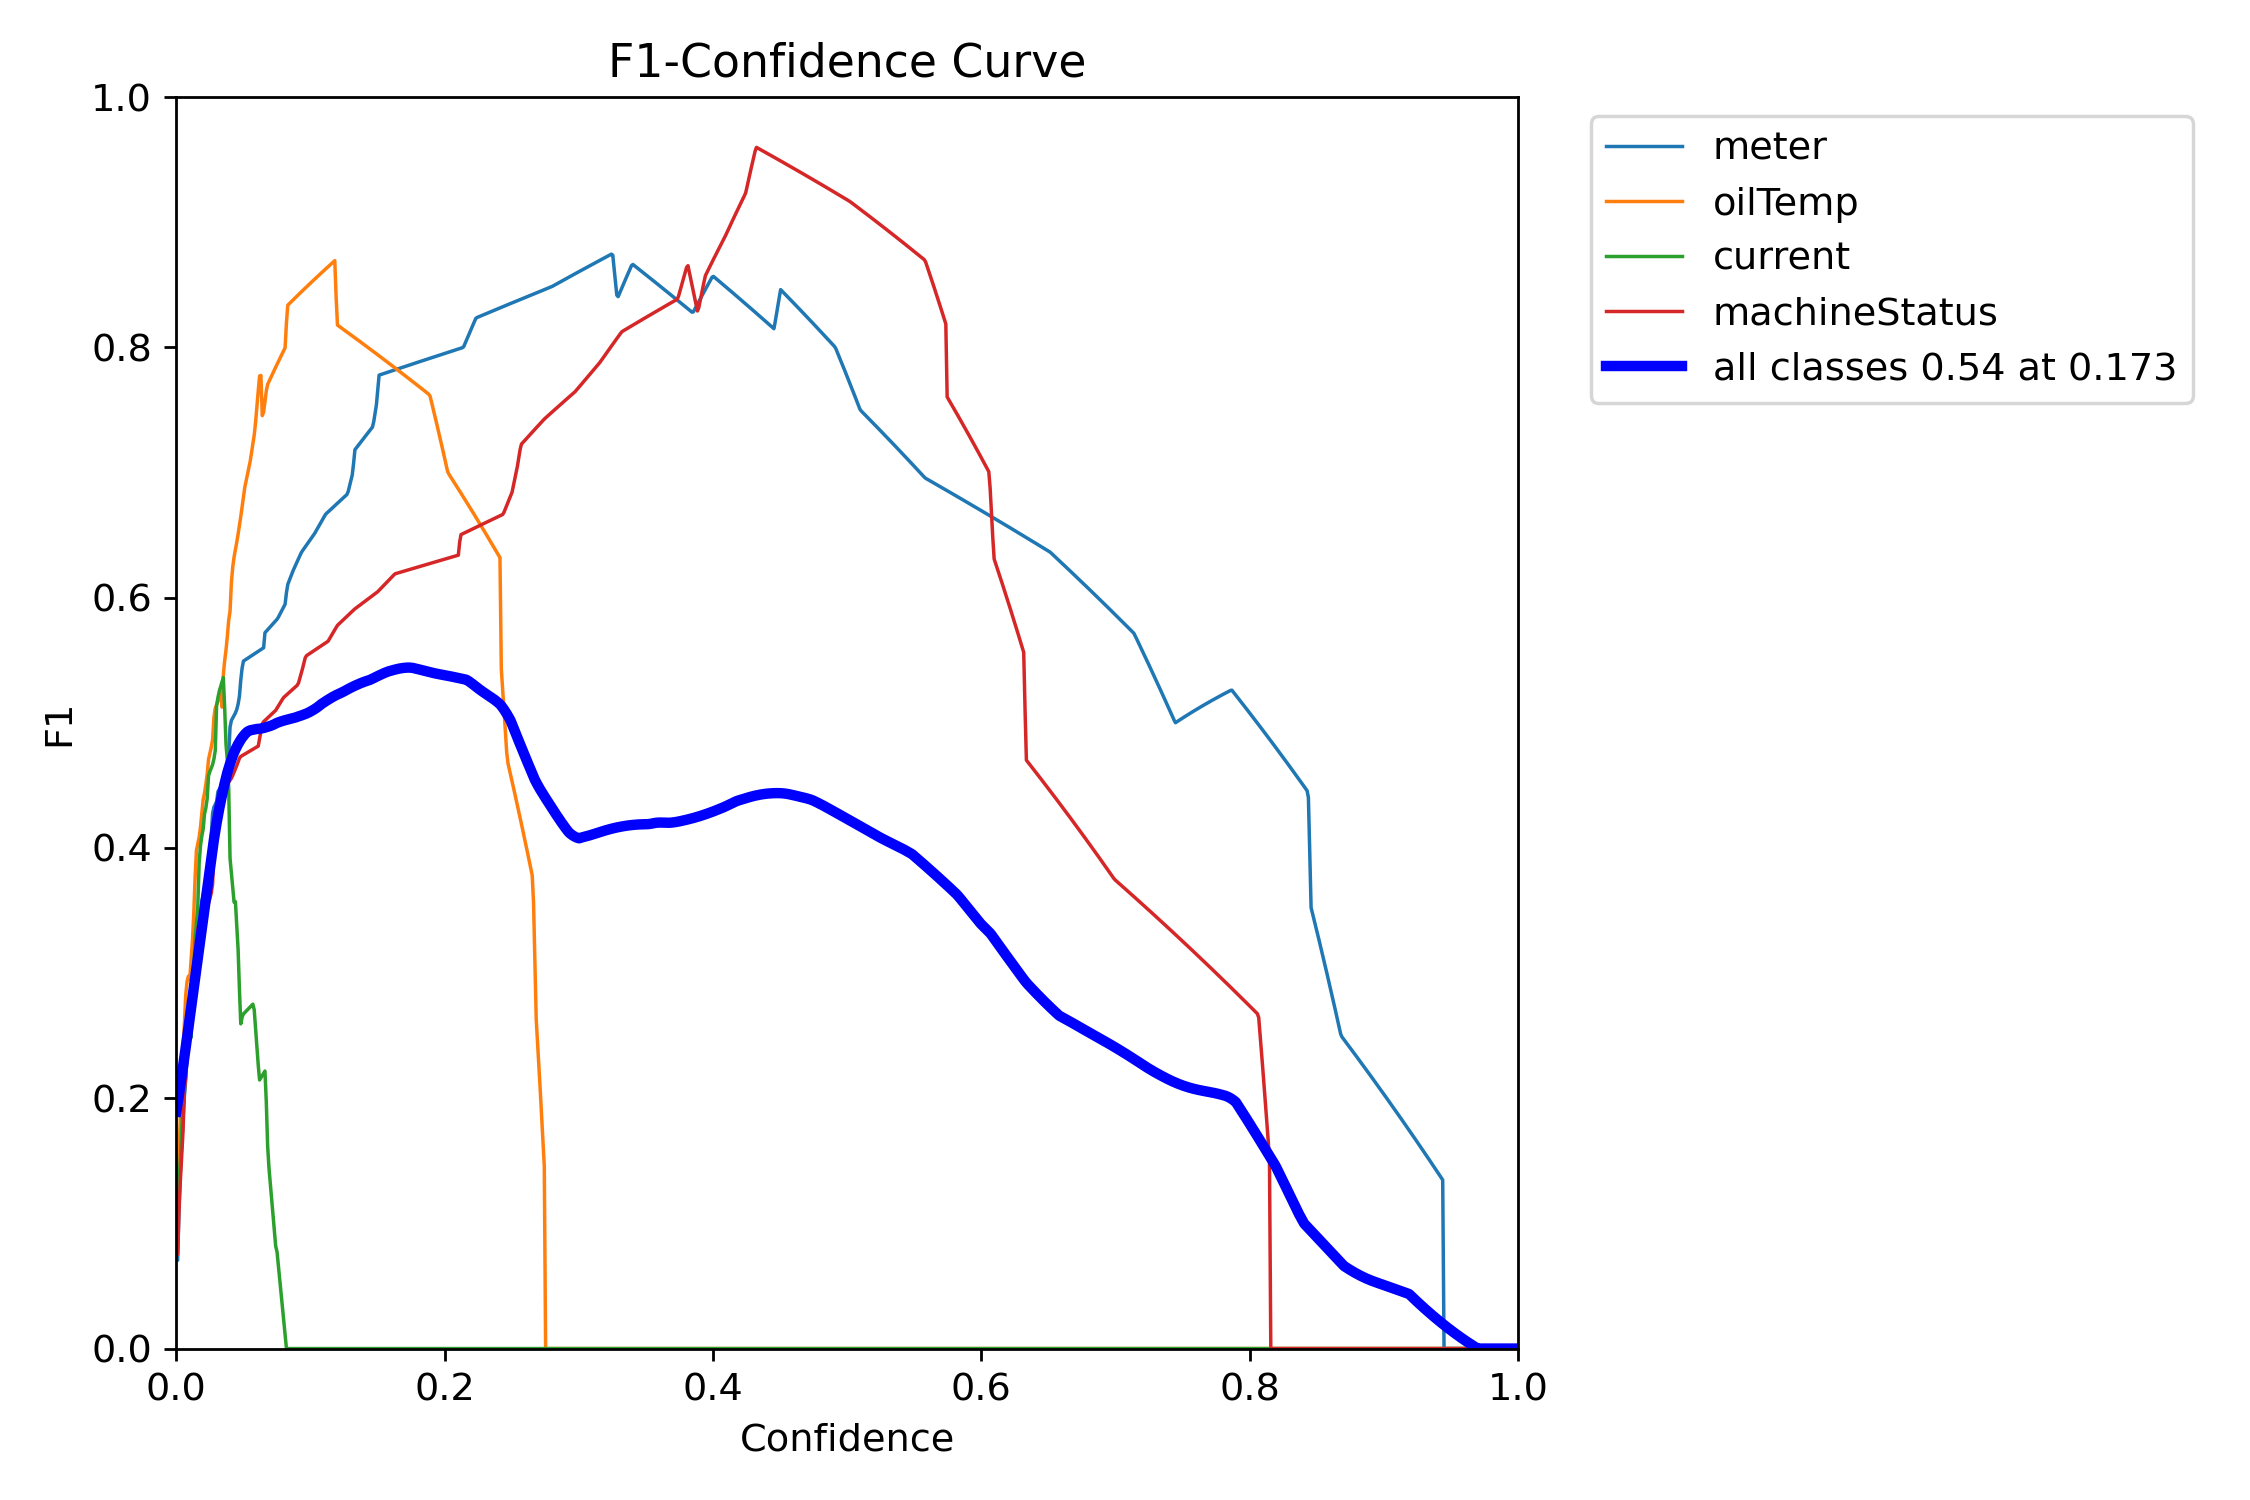 F1-Confidence Curve
1.0
0.8
0.6
0.4
0.2
0.0
F1
0.0 0.2 0.4 0.6 0.8 1.0
Confidence
meter
oilTemp
current
machineStatus
all classes 0.54 at 0.173